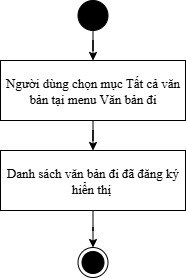 Người dùng chọn mục Tất cả văn
bản tại menu Văn bản đi
Danh sách văn bản đi đã đăng ký
hiển thị